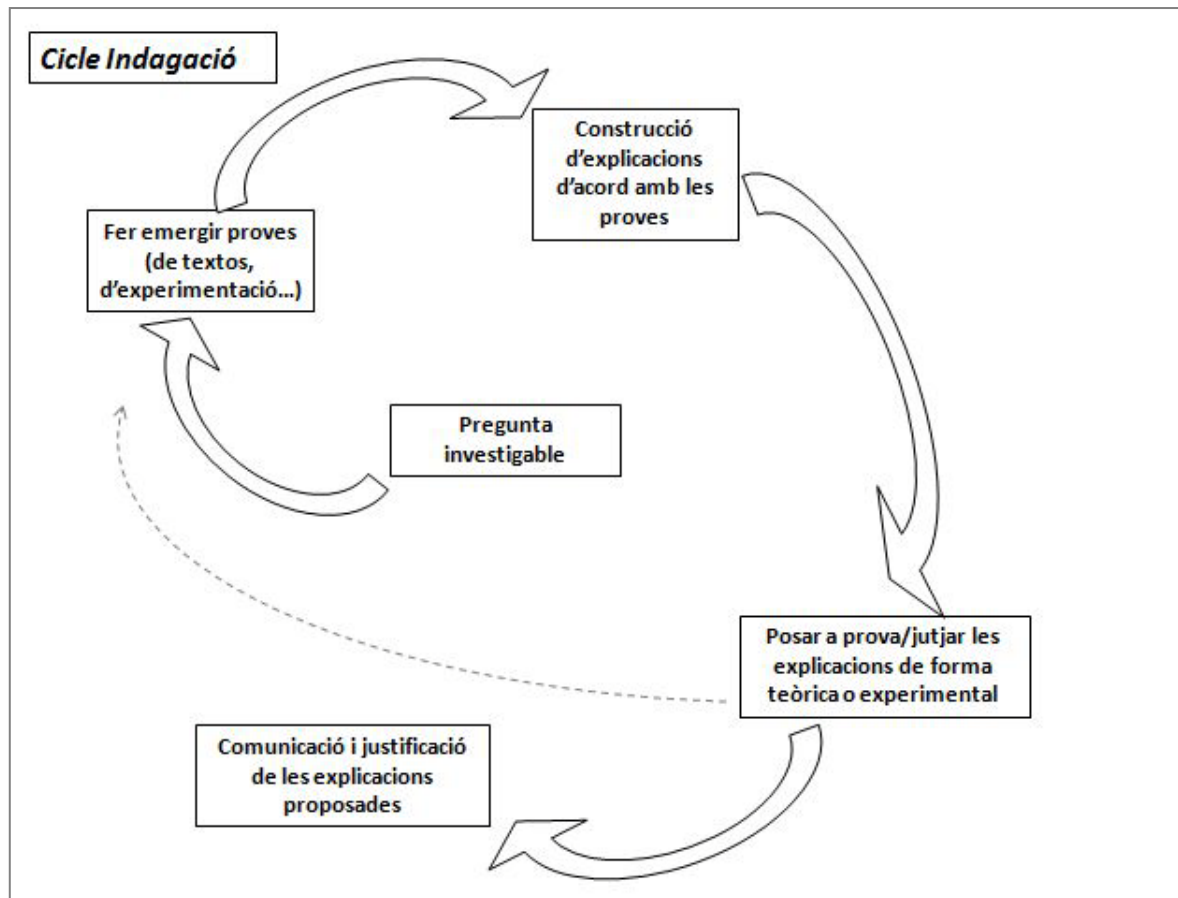 Cicle Indagació
Construcció
d'explicacions
d'acord amb les
proves
Fer emergir proves
(de textos,
d'experimentació...)
Pregunta
investigable
Posar a prova/jutjar les
explicacions de forma
teòrica o experimental
Comunicació i justificació
de les explicacions
proposades